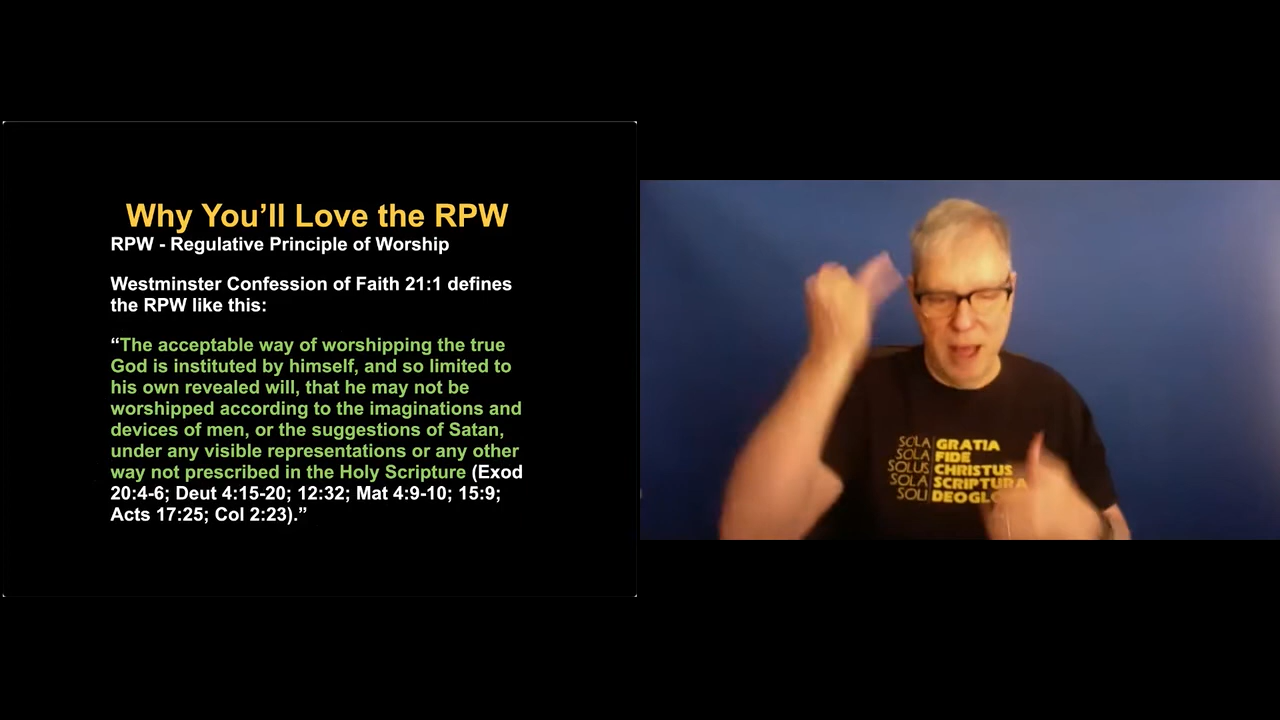 Why You’ll Love the RPW
RPW - Regulative Principle of Worship
Westminster Confession of Faith 21:1 defines
the RPW like this:
“The acceptable way of worshipping the true
God is instituted by himself, and so limited to
his own revealed will, that he may not be
worshipped according to the imaginations and
devices of men, or the suggestions of Satan,
under any visible representations or any other
way not prescribed in the Holy Scripture (Exod
20:4-6; Deut 4:15-20; 12:32; Mat 4:9-10; 15:9;
Acts 17:25; Col 2:23).”
SOLA GRATIA
SOLA FIDE
SOLUS CHRISTUS
SOLA SCRIPTURA
SOLI DEO